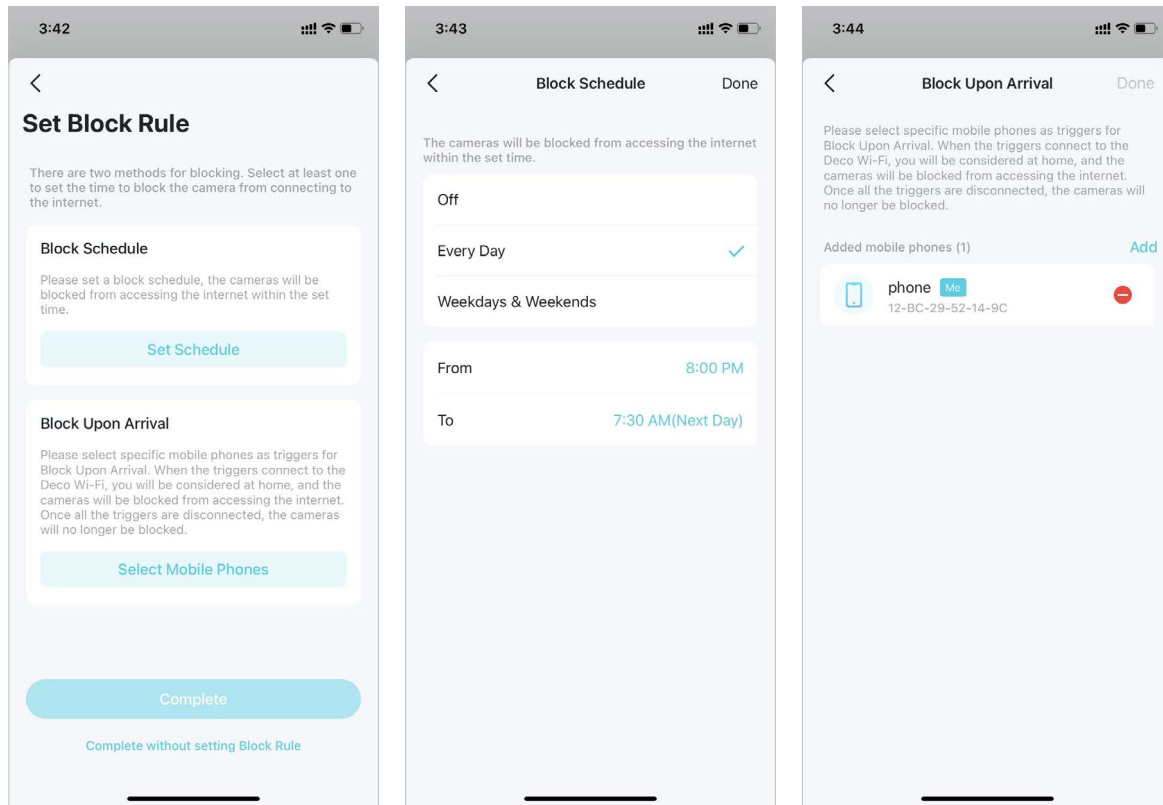 3:42
Set Block Rule
There are two methods for blocking. Select at least one
to set the time to block the camera from connecting to
the internet.
Block Schedule
Please set a block schedule, the cameras will be
blocked from accessing the internet within the set
time.
Set Schedule
Block Upon Arrival
Please select specific mobile phones as triggers for
Block Upon Arrival. When the triggers connect to the
Deco Wi-Fi, you will be considered at home, and the
cameras will be blocked from accessing the internet.
Once all the triggers are disconnected, the cameras
will no longer be blocked.
Select Mobile Phones
Complete
Complete without setting Block Rule
3:43
Block Schedule Done
The cameras will be blocked from accessing the internet
within the set time.
Off
Every Day
Weekdays & Weekends
From 8:00 PM
To 7:30 AM(Next Day)
3:44
Block Upon Arrival Done
Please select specific mobile phones as triggers for
Block Upon Arrival. When the triggers connect to the
Deco Wi-Fi, you will be considered at home, and the
cameras will be blocked from accessing the internet.
Once all the triggers are disconnected, the cameras will
no longer be blocked.
Added mobile phones (1) Add
phone Me
12-BC-29-52-14-9C